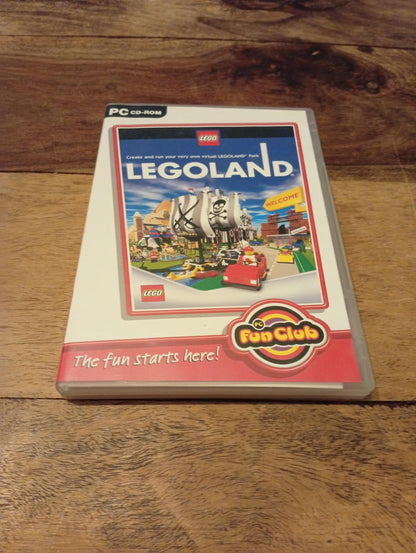 PC CD-ROM
LEGO
Create and run your very own virtual LEGOLAND® Park
LEGOLAND®
WELCOME
LEGO
PC
Fun Club
The fun starts here!